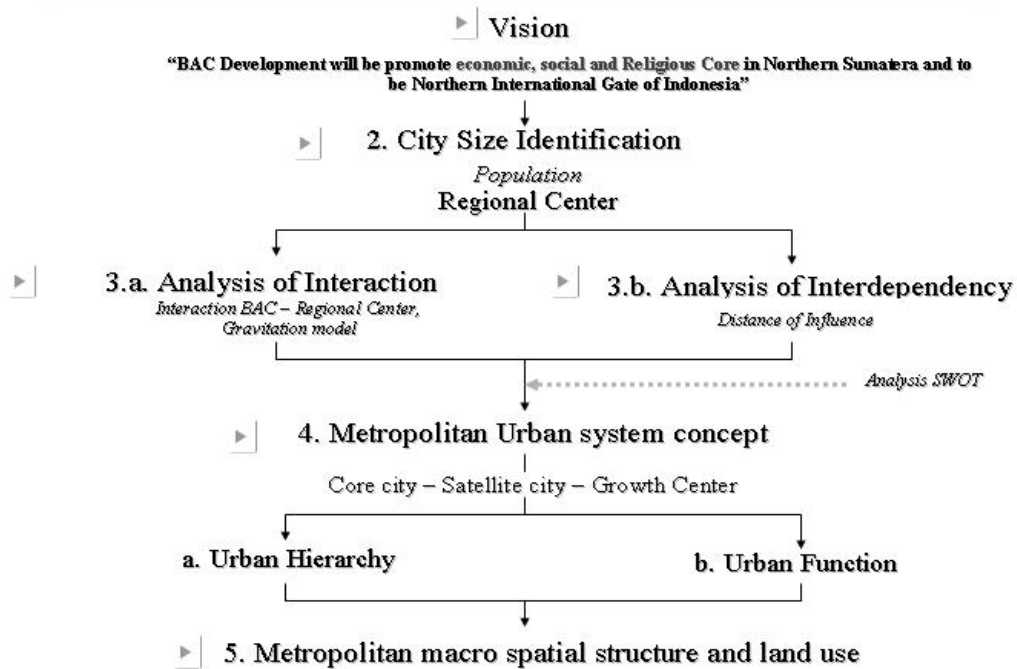 Vision
“BAC Development will be promote economic, social and Religious Core in Northern Sumatera and to
be Northern International Gate of Indonesia”
2. City Size Identification
Population
Regional Center
3.a. Analysis of Interaction
Interaction BAC – Regional Center,
Gravitation model
3.b. Analysis of Interdependency
Distance of Influence
Analysis SWOT
4. Metropolitan Urban system concept
Core city – Satellite city – Growth Center
a. Urban Hierarchy
b. Urban Function
5. Metropolitan macro spatial structure and land use